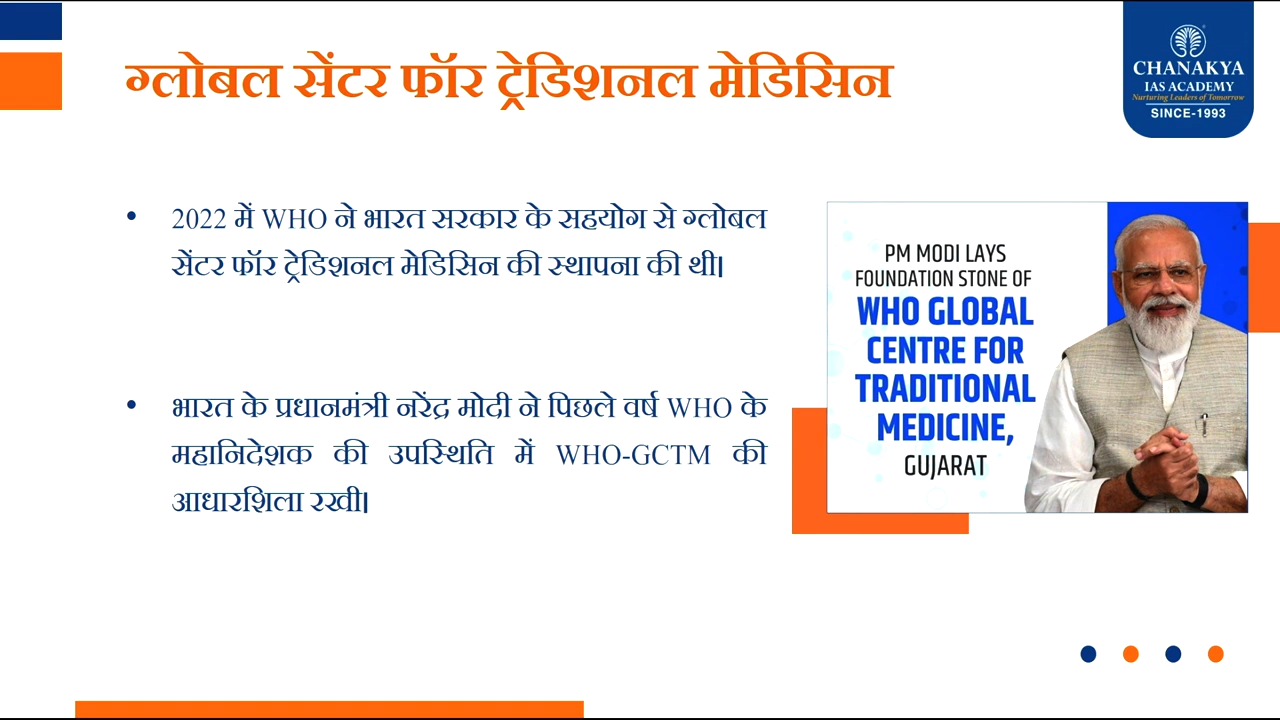 ग्लोबल सेंटर फॉर ट्रेडिशनल मेडिसिन
CHANAKYA
IAS ACADEMY
Nurturing Leaders of Tomorrow
SINCE-1993
• 2022 में WHO ने भारत सरकार के सहयोग से ग्लोबल
सेंटर फॉर ट्रेडिशनल मेडिसिन की स्थापना की थी।
• भारत के प्रधानमंत्री नरेंद्र मोदी ने पिछले वर्ष WHO के
महानिदेशक की उपस्थिति में WHO-GCTM की
आधारशिला रखी।
PM MODI LAYS
FOUNDATION STONE OF
WHO GLOBAL
CENTRE FOR
TRADITIONAL
MEDICINE,
GUJARAT